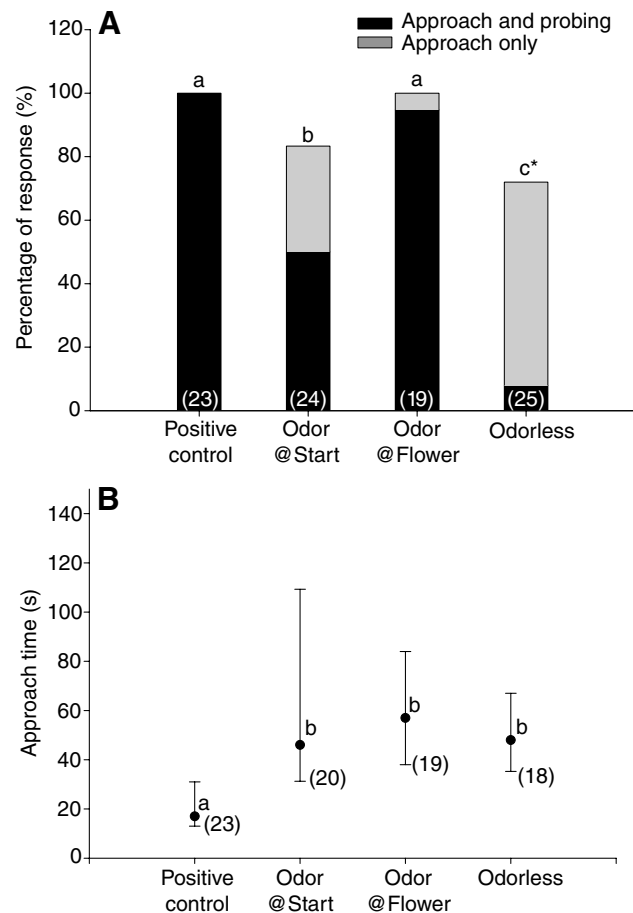 A
Approach and probing
Approach only
Percentage of response (%)
120
100
80
60
40
20
0
a
b
a
c*
(23)
(24)
(19)
(25)
Positive
control
Odor
@Start
Odor
@Flower
Odorless
B
Approach time (s)
140
120
100
80
60
40
20
0
a
(23)
b
(20)
b
(19)
b
(18)
Positive
control
Odor
@Start
Odor
@Flower
Odorless